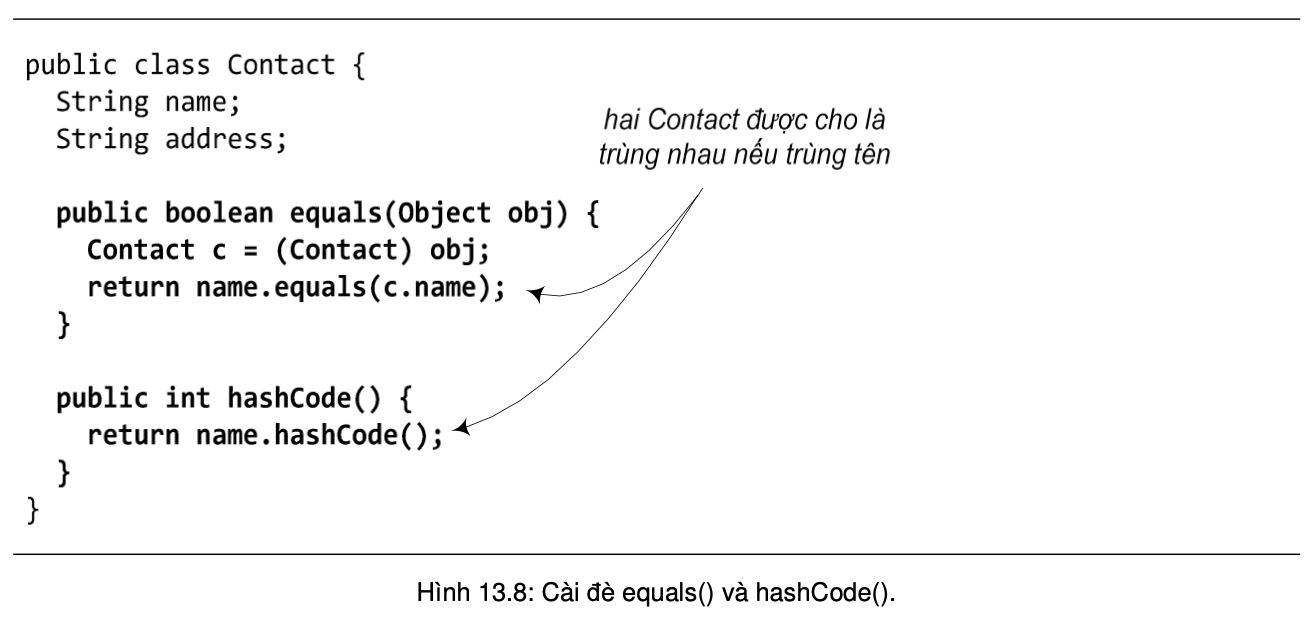 public class Contact {
String name;
String address;
hai Contact được cho là
trùng nhau nếu trùng tên
public boolean equals(Object obj) {
Contact c = (Contact) obj;
return name.equals(c.name);
}
public int hashCode() {
return name.hashCode();
}
}
Hình 13.8: Cài đè equals() và hashCode().